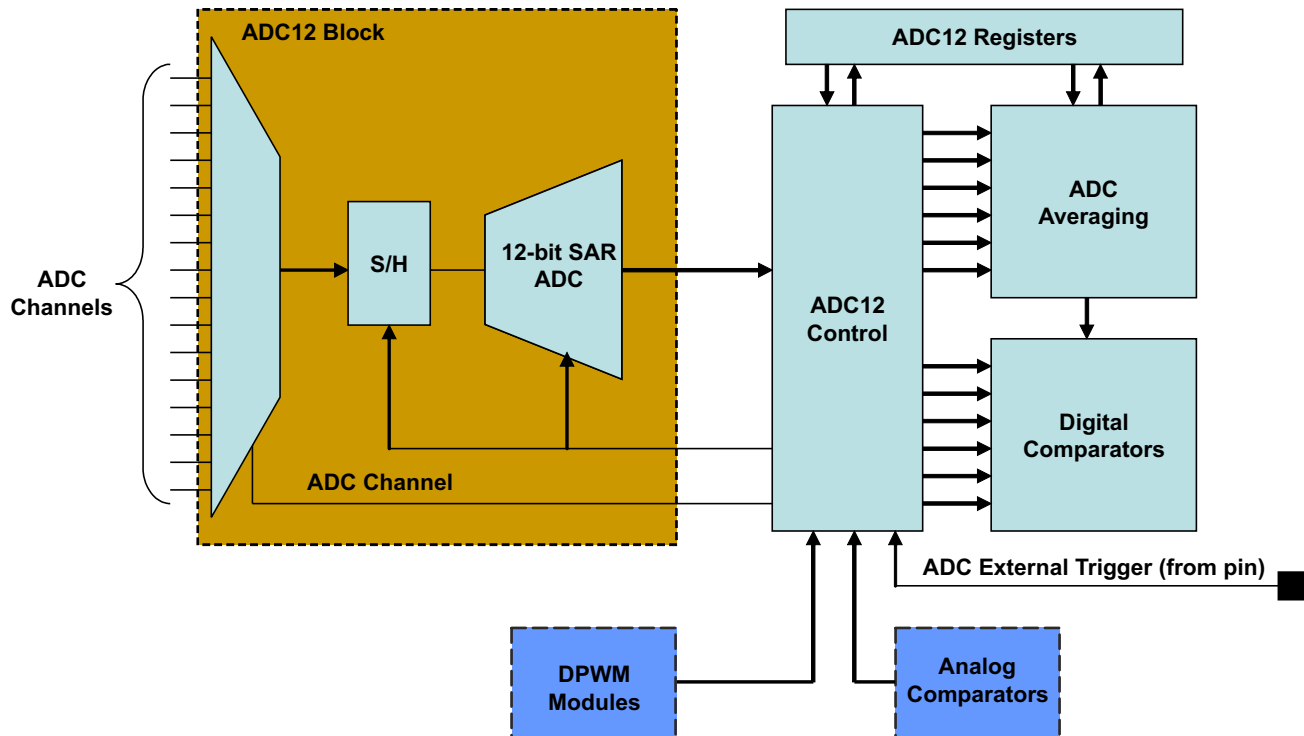 ADC12 Block
ADC12 Registers
ADC
Channels
S/H
12-bit SAR
ADC
ADC12
Control
ADC
Averaging
Digital
Comparators
ADC Channel
ADC External Trigger (from pin)
DPWM
Modules
Analog
Comparators